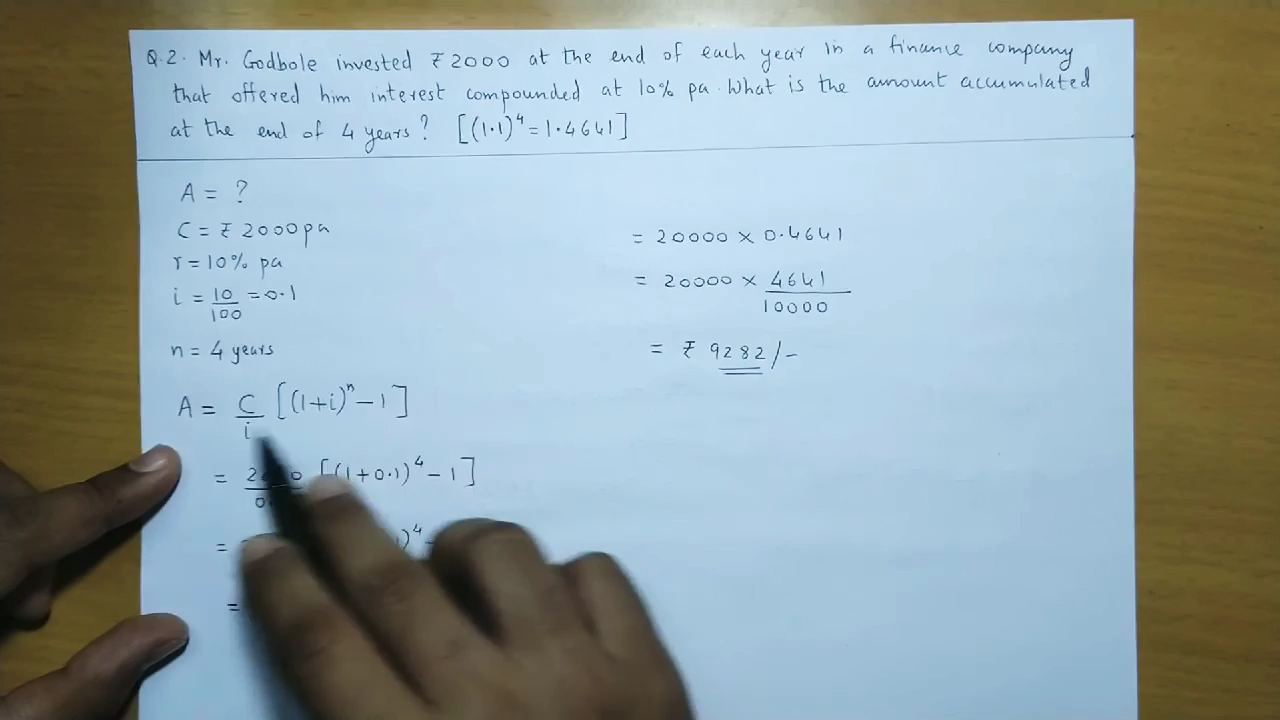 Q.2. Mr. Godbole invested ₹2000 at the end of each year in a finance company
that offered him interest compounded at 10% pa. What is the amount accumulated
at the end of 4 years? [(1.1)^4 = 1.4641]
A = ?
C = ₹2000 pa
r = 10% pa
i = 10/100 = 0.1
n = 4 years
A = C/i [(1+i)^n - 1]
= [(1+0.1)^4 - 1]
=
=
= 20000 × 0.4641
= 20000 × 4641/10000
= ₹ 9282/-